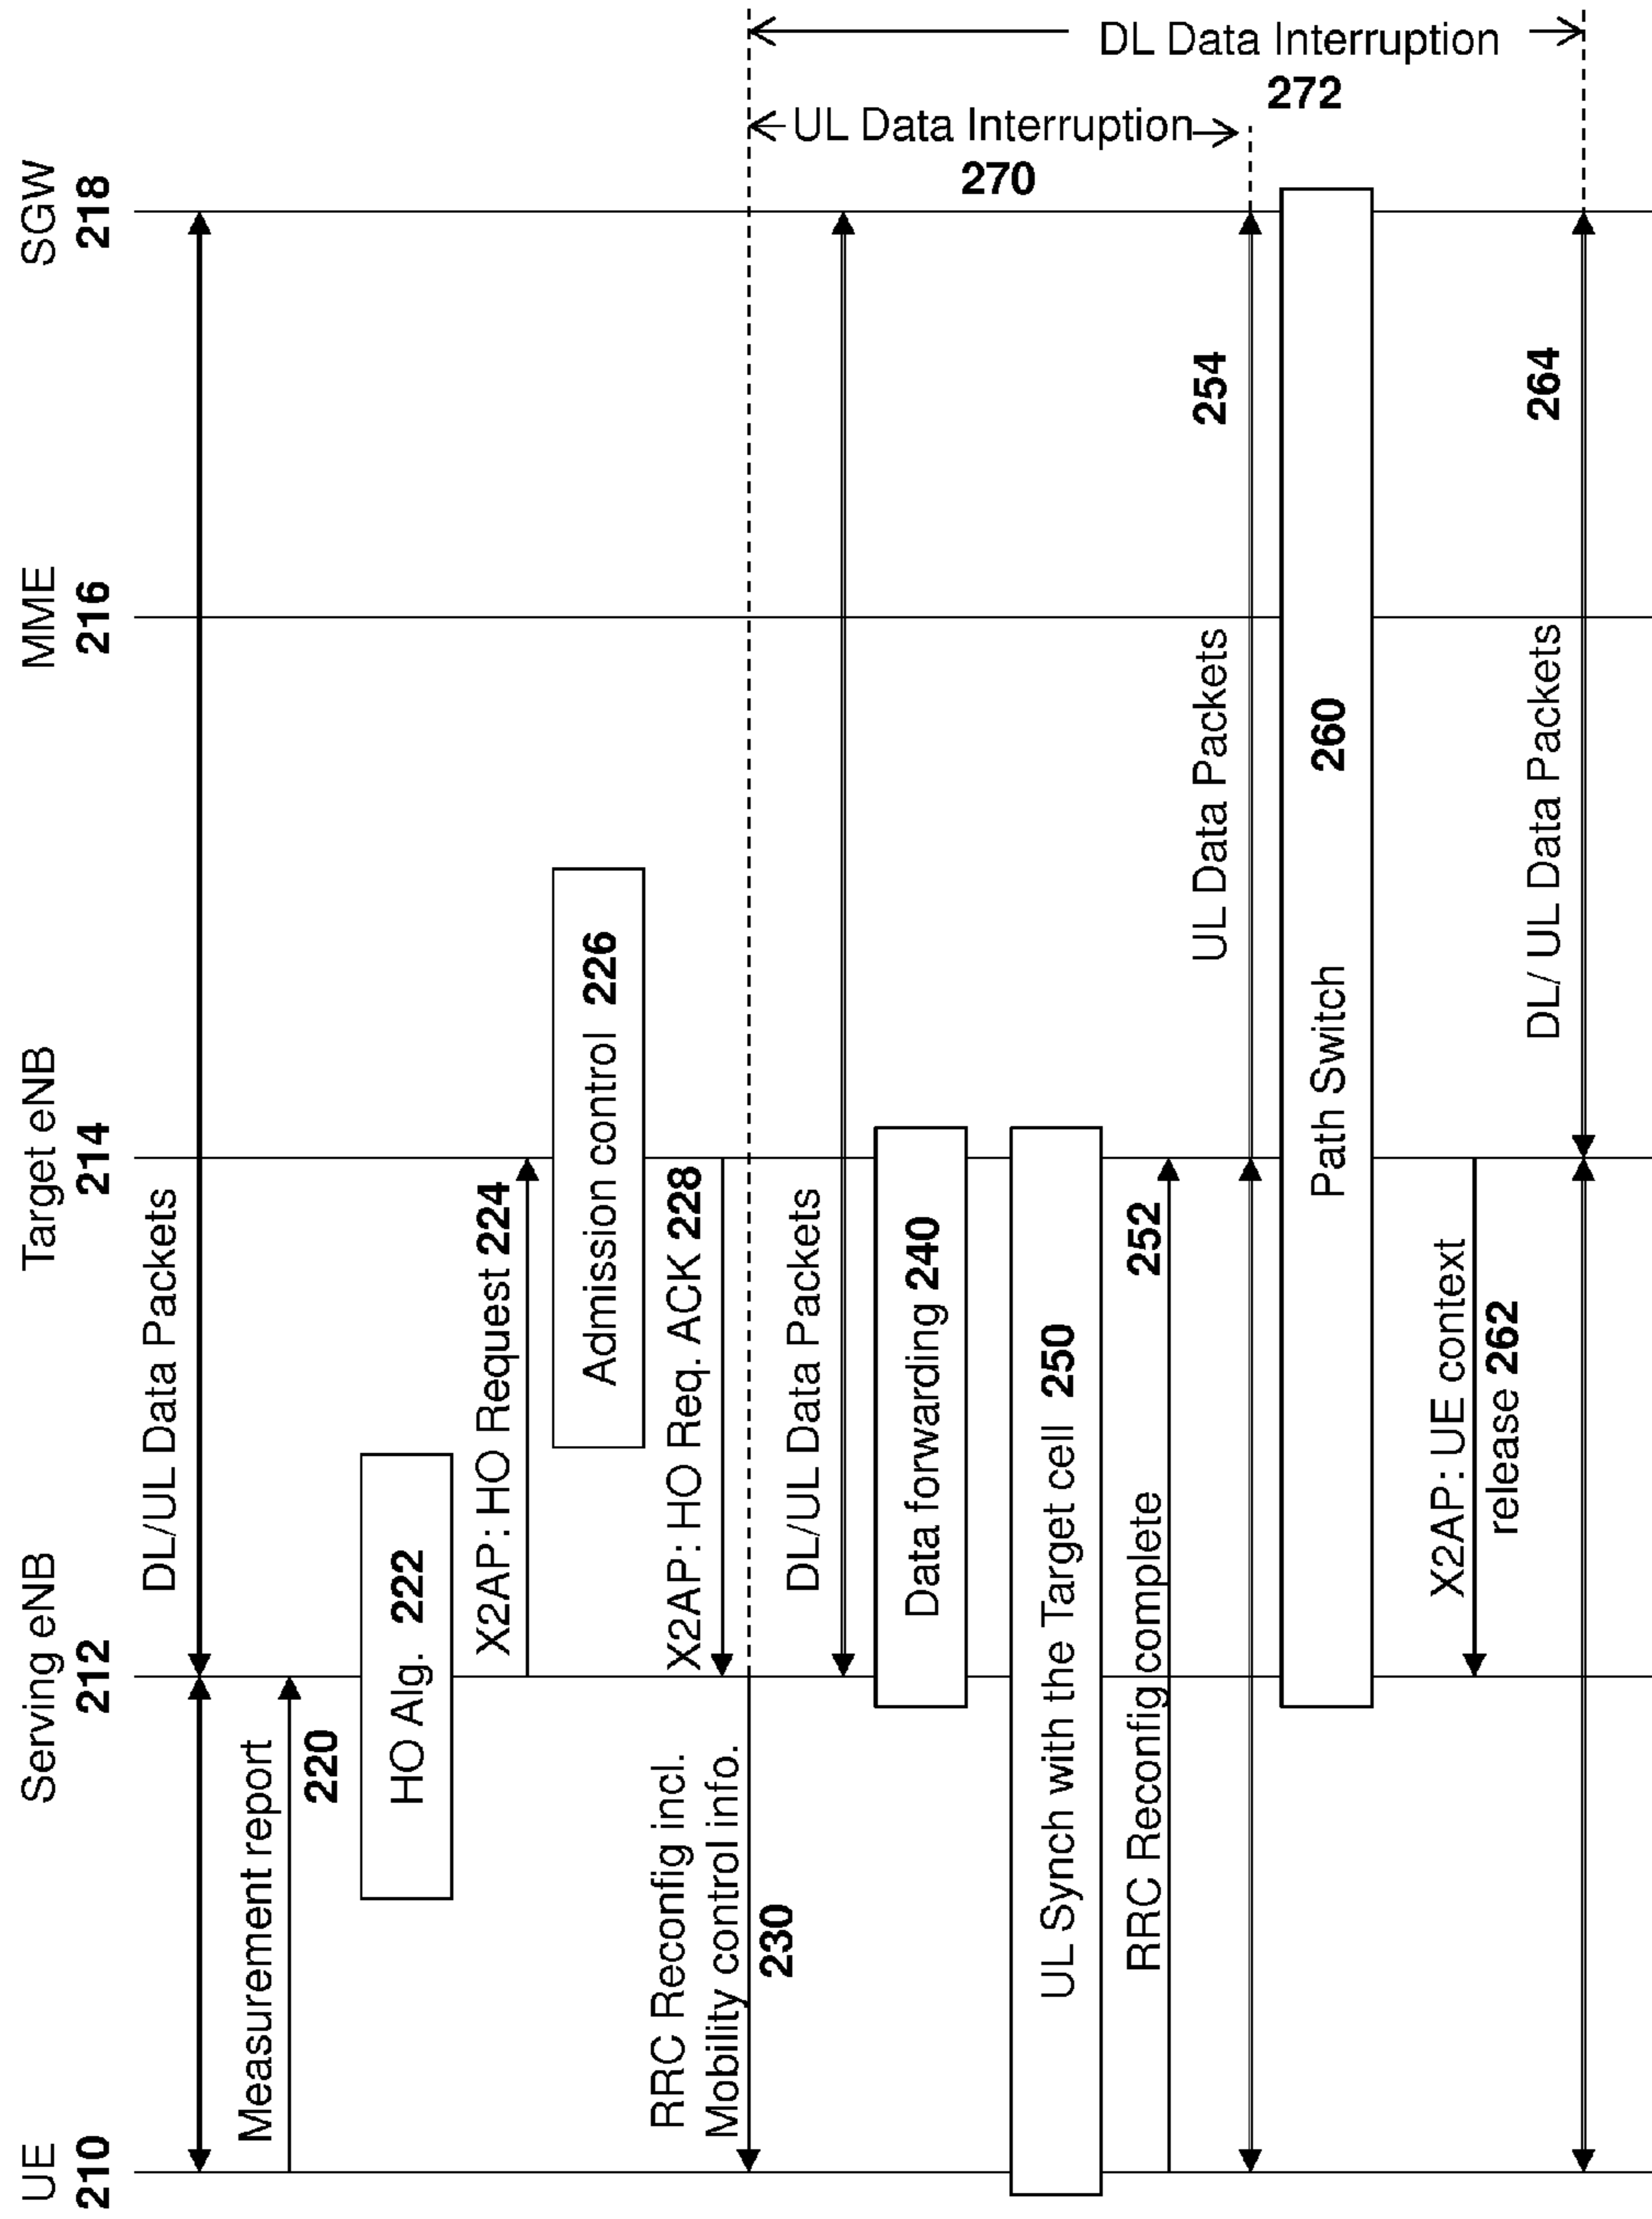 UE
210
Serving eNB
212
Target eNB
214
MME
216
SGW
218
DL/UL Data Packets
Measurement report
220
HO Alg. 222
X2AP: HO Request 224
Admission control 226
X2AP: HO Req. ACK 228
RRC Reconfig incl.
Mobility control info.
230
DL/UL Data Packets
Data forwarding 240
UL Synch with the Target cell 250
RRC Reconfig complete
252
UL Data Packets
254
Path Switch
260
X2AP: UE context
release 262
DL/ UL Data Packets
264
UL Data Interruption
270
DL Data Interruption
272